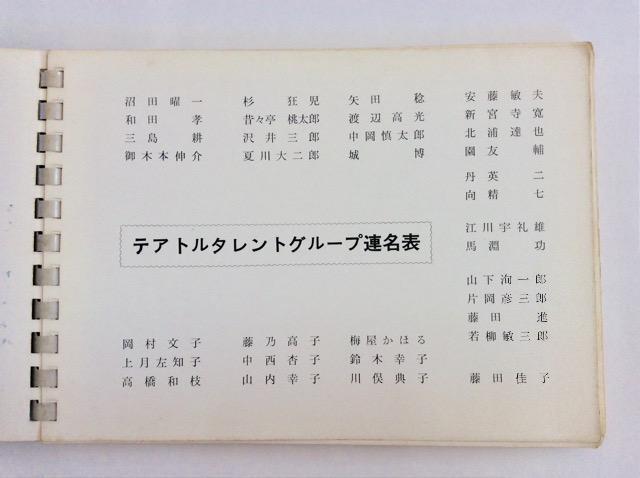 安藤敏夫
新宮寺寛
北浦達也
園友輔
丹英二
向精七
江川宇礼雄
馬淵功
山下洵一郎
片岡彦三郎
藤田進
若柳敏三郎
藤田佳子
矢田稔
渡辺高光
中岡慎太郎
城博
杉狂児
昔々亭桃太郎
沢井三郎
夏川大二郎
沼田曜一
和田孝
三島耕
御木本伸介
テアトルタレントグループ連名表
梅屋かほる
鈴木幸子
川俣典子
藤乃高子
中西杏子
山内幸子
岡村文子
上月左知子
高橋和枝